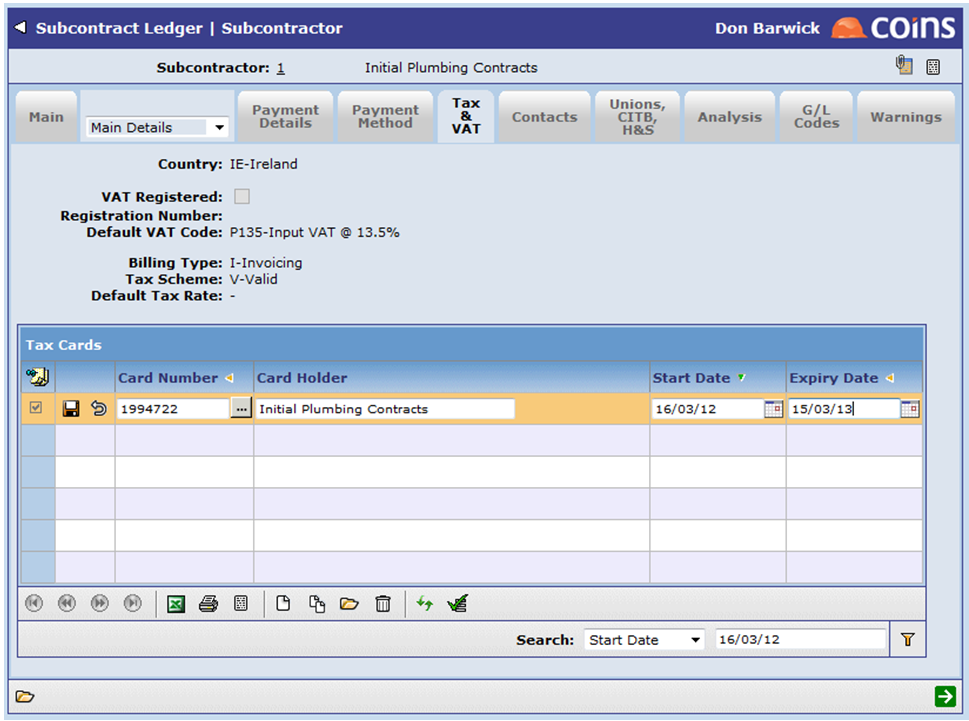 Subcontract Ledger | Subcontractor
Don Barwick
coins
Subcontractor: 1 Initial Plumbing Contracts
Main
Main Details
Payment Details
Payment Method
Tax & VAT
Contacts
Unions, CITB, H&S
Analysis
G/L Codes
Warnings
Country: IE-Ireland
VAT Registered:
Registration Number:
Default VAT Code: P135-Input VAT @ 13.5%
Billing Type: I-Invoicing
Tax Scheme: V-Valid
Default Tax Rate: -
Tax Cards
Card Number Card Holder Start Date Expiry Date
1994722 ... Initial Plumbing Contracts 16/03/12 15/03/13
Search: Start Date 16/03/12